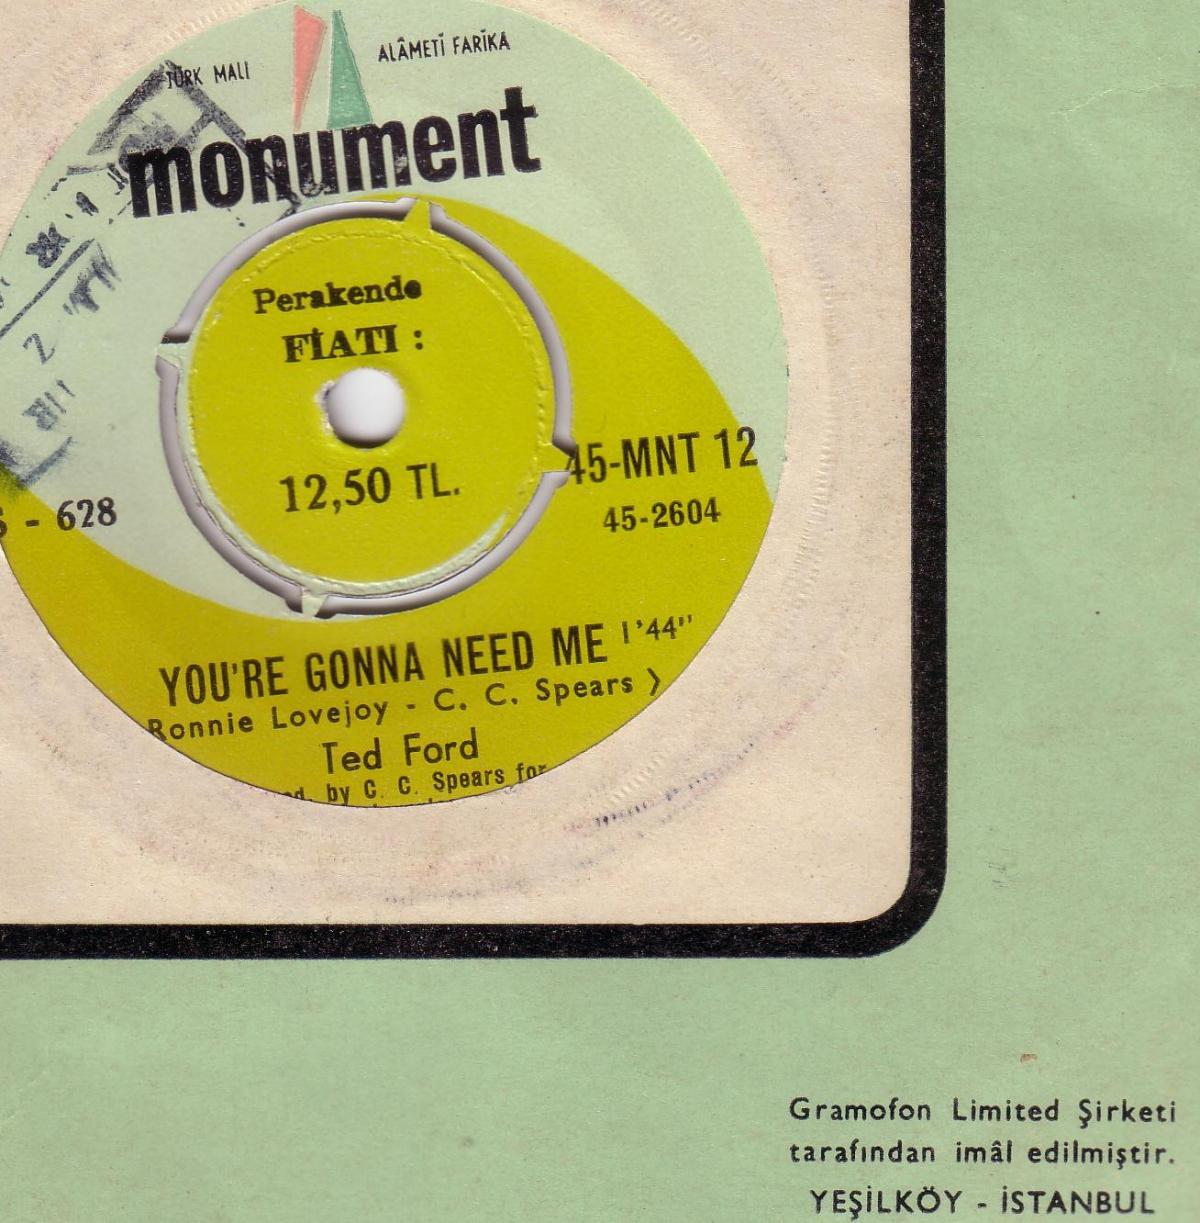 TÜRK MALI
ALÂMETİ FARİKA
monument
Perakende
FİATI :
12,50 TL.
45-MNT 12
45-2604
- 628
YOU'RE GONNA NEED ME 1'44"
Ronnie Lovejoy - C. C. Spears )
Ted Ford
by C. C. Spears for
Gramofon Limited Şirketi
tarafından imâl edilmiştir.
YEŞİLKÖY - İSTANBUL